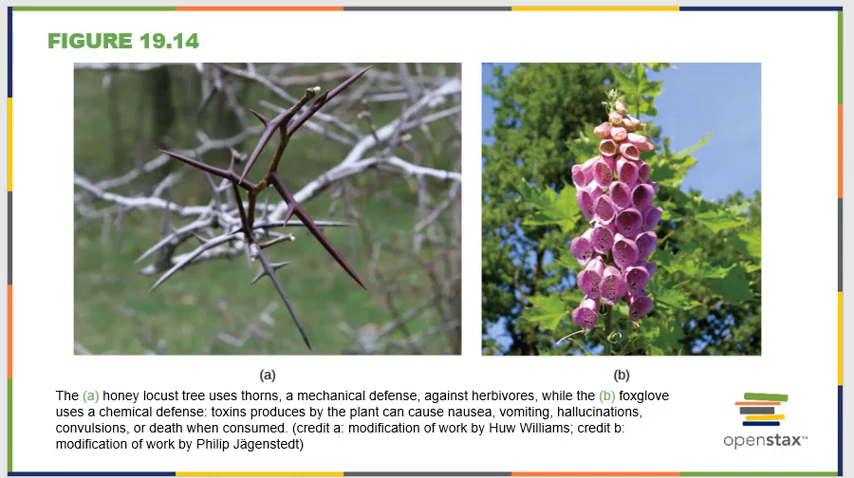 FIGURE 19.14
(a)
(b)
The (a) honey locust tree uses thorns, a mechanical defense, against herbivores, while the (b) foxglove
uses a chemical defense: toxins produces by the plant can cause nausea, vomiting, hallucinations,
convulsions, or death when consumed. (credit a: modification of work by Huw Williams; credit b:
modification of work by Philip Jägenstedt)
openstax™